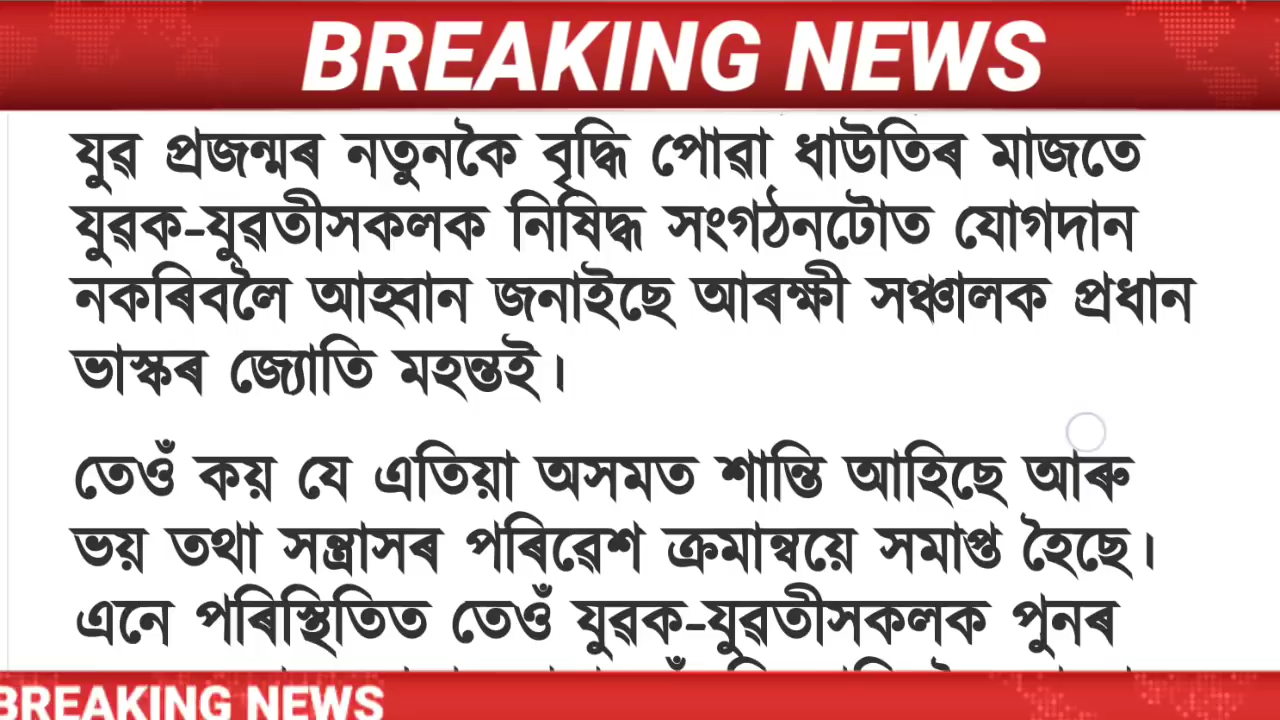 BREAKING NEWS
যুৱ প্ৰজন্মৰ নতুনকৈ বৃদ্ধি পোৱা ধাউতিৰ মাজতে
যুৱক-যুৱতীসকলক নিষিদ্ধ সংগঠনটোত যোগদান
নকৰিবলৈ আহ্বান জনাইছে আৰক্ষী সঞ্চালক প্ৰধান
ভাস্কৰ জ্যোতি মহন্তই।
তেওঁ কয় যে এতিয়া অসমত শান্তি আহিছে আৰু
ভয় তথা সন্ত্ৰাসৰ পৰিৱেশ ক্ৰমান্বয়ে সমাপ্ত হৈছে।
এনে পৰিস্থিতিত তেওঁ যুৱক-যুৱতীসকলক পুনৰ
BREAKING NEWS